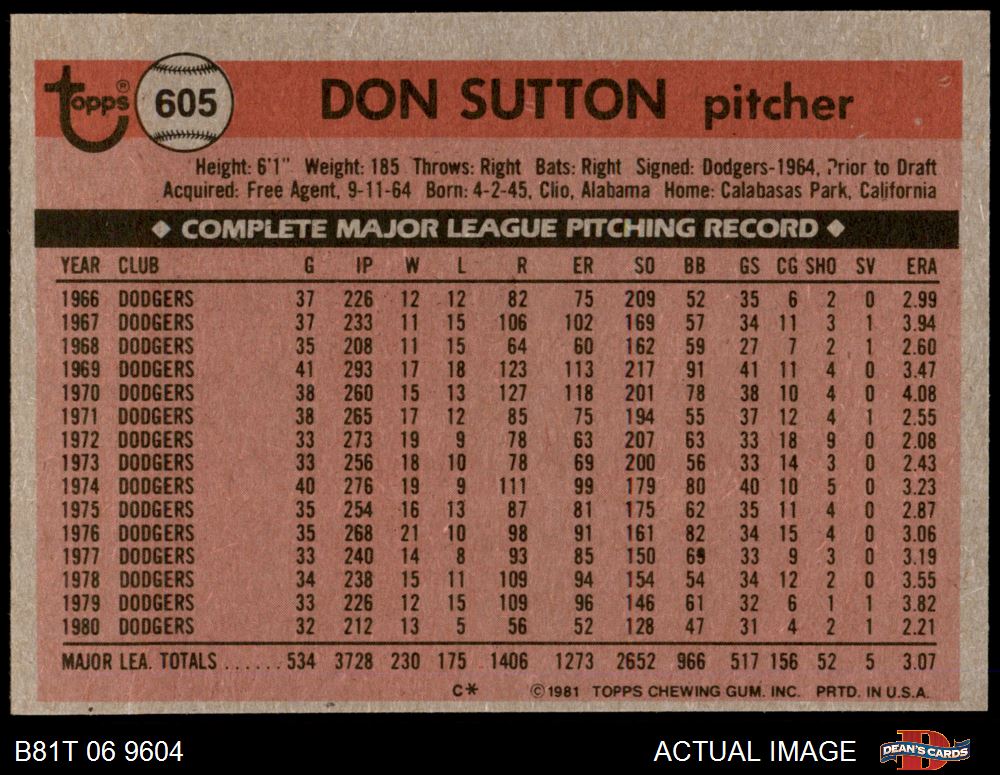 Topps® 605 DON SUTTON pitcher
Height: 6'1" Weight: 185 Throws: Right Bats: Right Signed: Dodgers-1964, Prior to Draft
Acquired: Free Agent, 9-11-64 Born: 4-2-45, Clio, Alabama Home: Calabasas Park, California
◆ COMPLETE MAJOR LEAGUE PITCHING RECORD ◆
YEAR CLUB G IP W L R ER SO BB GS CG SHO SV ERA
1966 DODGERS 37 226 12 12 82 75 209 52 35 6 2 0 2.99
1967 DODGERS 37 233 11 15 106 102 169 57 34 11 3 1 3.94
1968 DODGERS 35 208 11 15 64 60 162 59 27 7 2 1 2.60
1969 DODGERS 41 293 17 18 123 113 217 91 41 11 4 0 3.47
1970 DODGERS 38 260 15 13 127 118 201 78 38 10 4 0 4.08
1971 DODGERS 38 265 17 12 85 75 194 55 37 12 4 1 2.55
1972 DODGERS 33 273 19 9 78 63 207 63 33 18 9 0 2.08
1973 DODGERS 33 256 18 10 78 69 200 56 33 14 3 0 2.43
1974 DODGERS 40 276 19 9 111 99 179 80 40 10 5 0 3.23
1975 DODGERS 35 254 16 13 87 81 175 62 35 11 4 0 2.87
1976 DODGERS 35 268 21 10 98 91 161 82 34 15 4 0 3.06
1977 DODGERS 33 240 14 8 93 85 150 69 33 9 3 0 3.19
1978 DODGERS 34 238 15 11 109 94 154 54 34 12 2 0 3.55
1979 DODGERS 33 226 12 15 109 96 146 61 32 6 1 1 3.82
1980 DODGERS 32 212 13 5 56 52 128 47 31 4 2 1 2.21
MAJOR LEA. TOTALS ...... 534 3728 230 175 1406 1273 2652 966 517 156 52 5 3.07
C* ©1981 TOPPS CHEWING GUM. INC. PRTD. IN U.S.A.
B81T 06 9604 ACTUAL IMAGE D DEAN'S CARDS